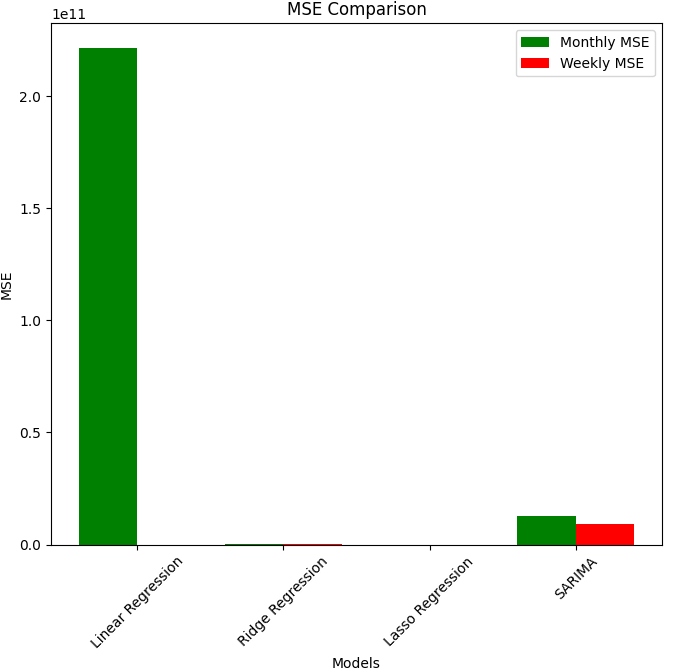 MSE Comparison
1e11
Monthly MSE
Weekly MSE
2.0
1.5
1.0
0.5
0.0
MSE
Linear Regression
Ridge Regression
Lasso Regression
SARIMA
Models